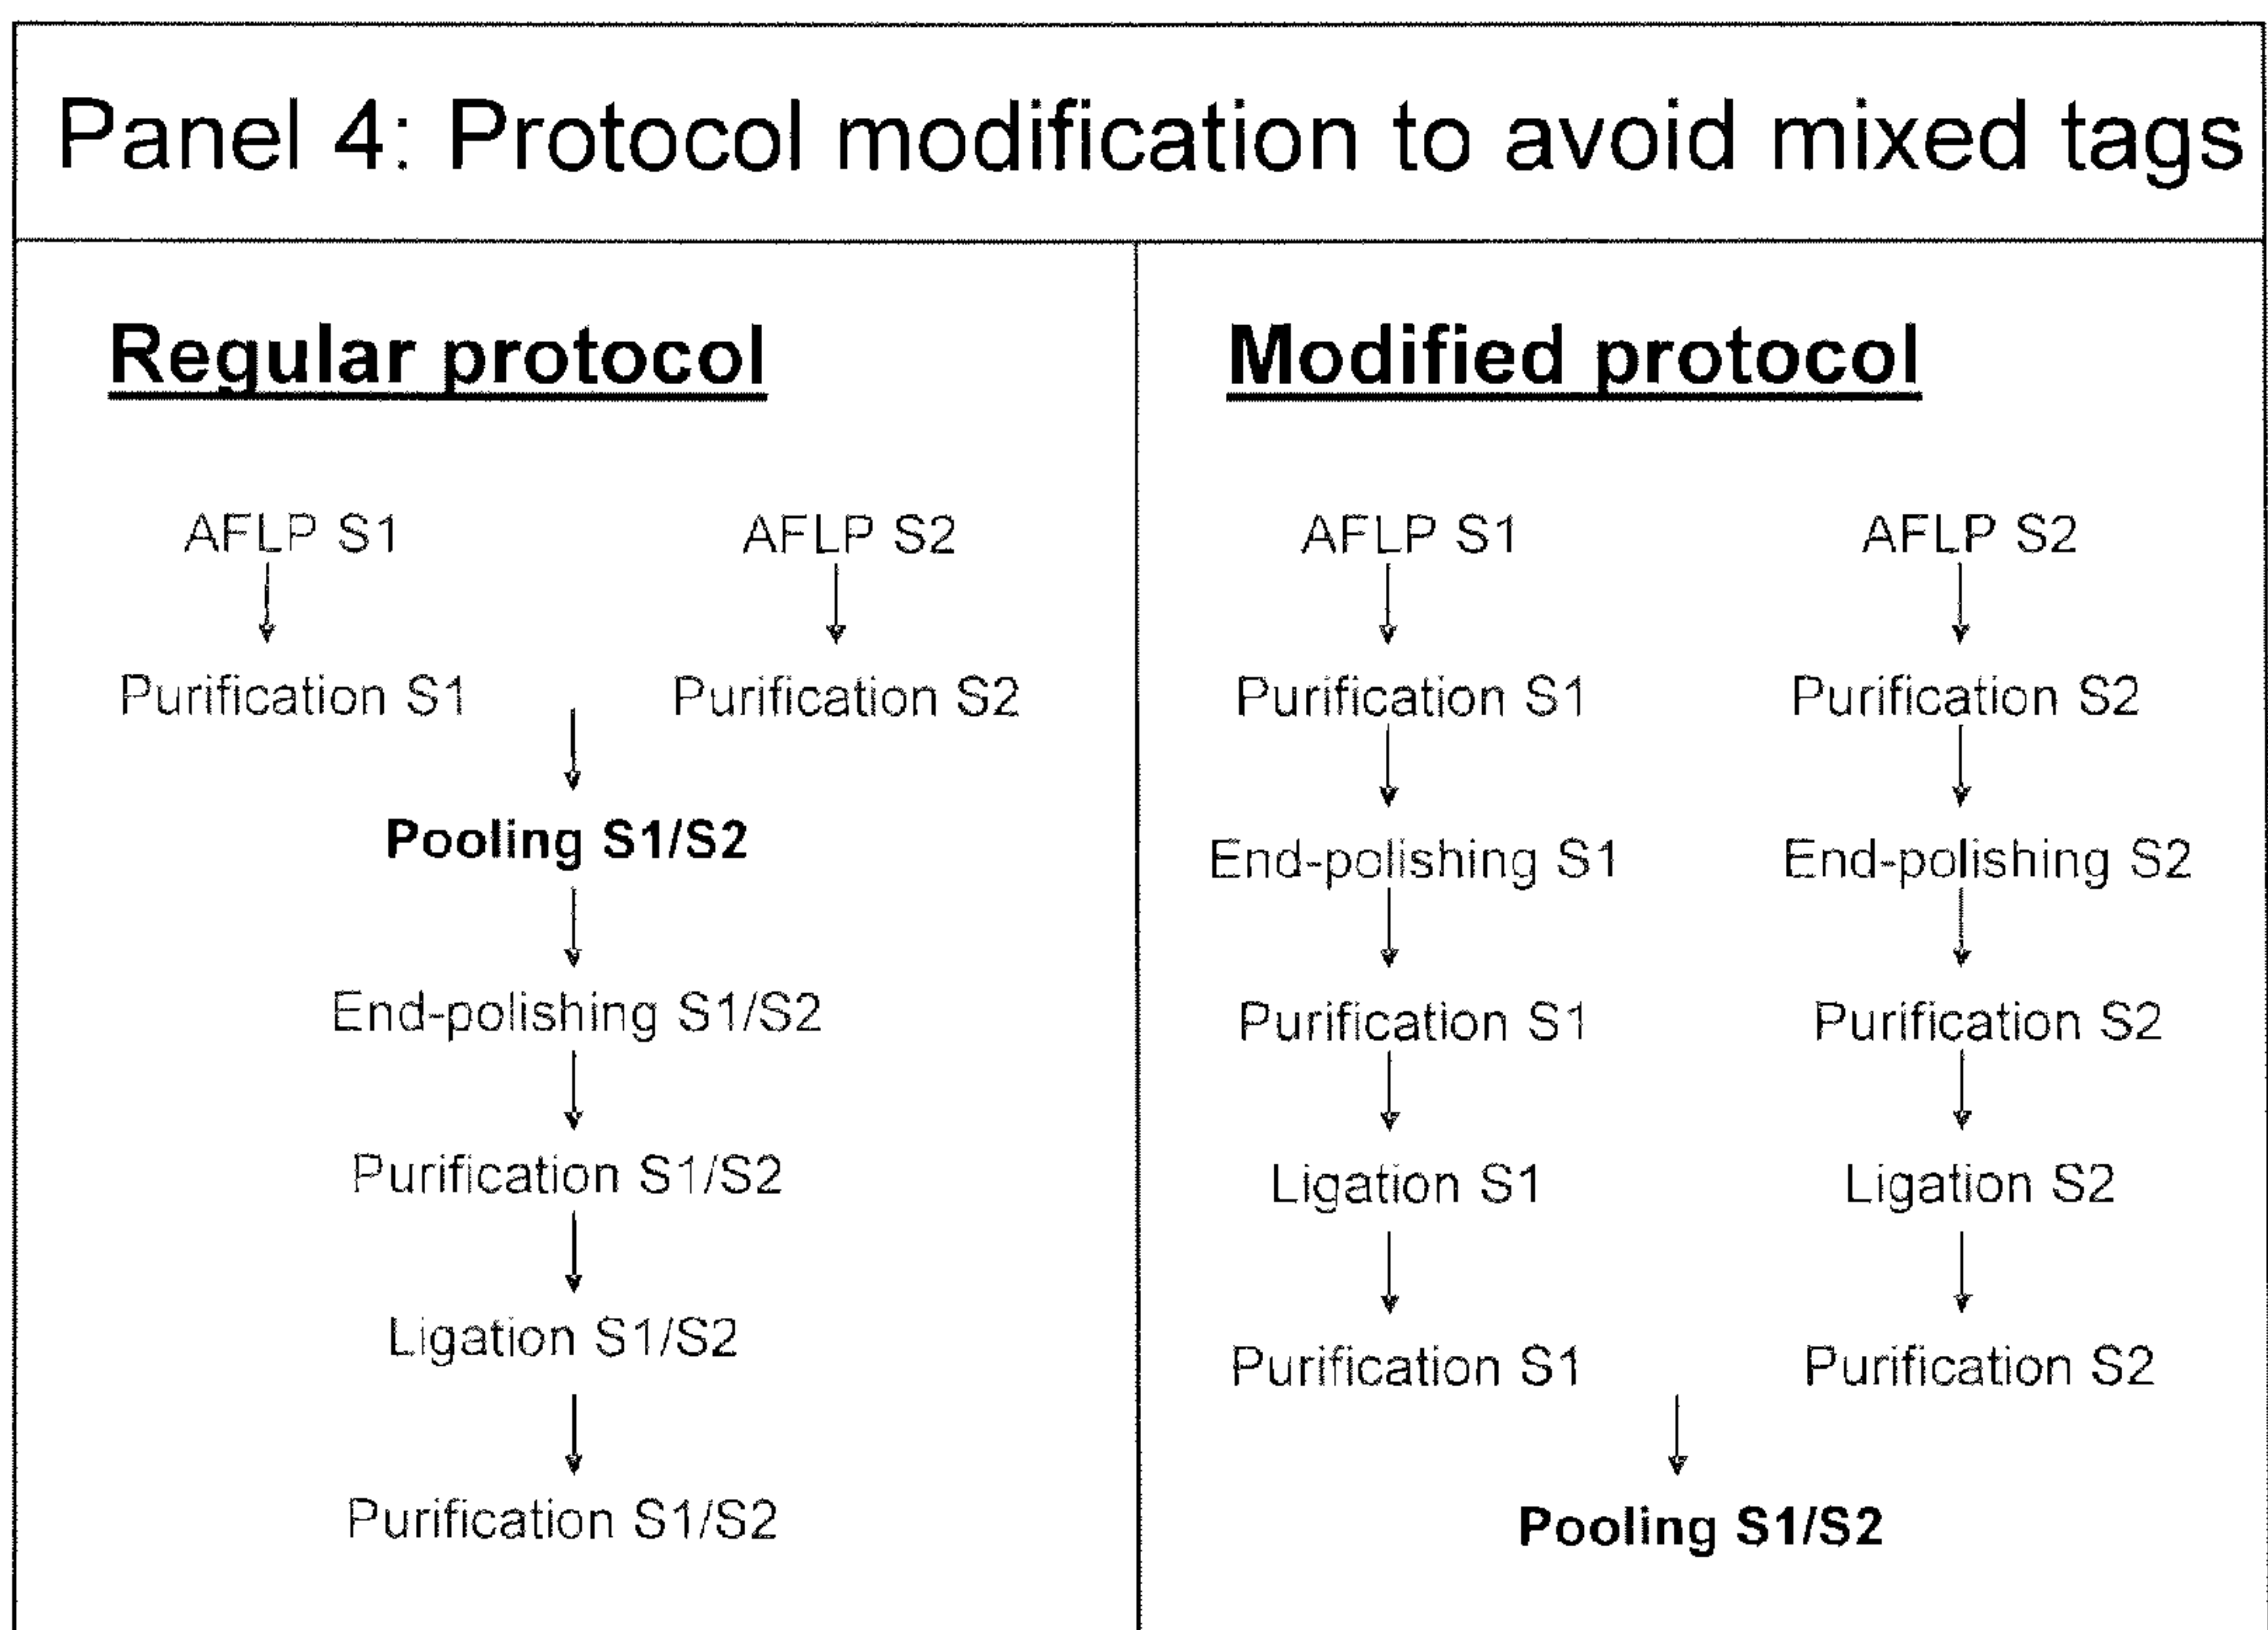 Panel 4: Protocol modification to avoid mixed tags
Regular protocol
AFLP S1
AFLP S2
Purification S1
Purification S2
Pooling S1/S2
End-polishing S1/S2
Purification S1/S2
Ligation S1/S2
Purification S1/S2
Modified protocol
AFLP S1
AFLP S2
Purification S1
Purification S2
End-polishing S1
End-polishing S2
Purification S1
Purification S2
Ligation S1
Ligation S2
Purification S1
Purification S2
Pooling S1/S2